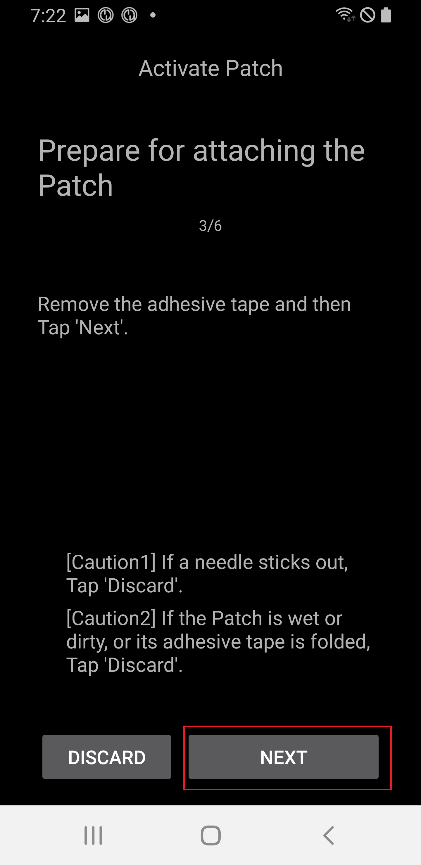 7:22
Activate Patch
Prepare for attaching the
Patch
3/6
Remove the adhesive tape and then
Tap 'Next'.
[Caution1] If a needle sticks out,
Tap 'Discard'.
[Caution2] If the Patch is wet or
dirty, or its adhesive tape is folded,
Tap 'Discard'.
DISCARD
NEXT